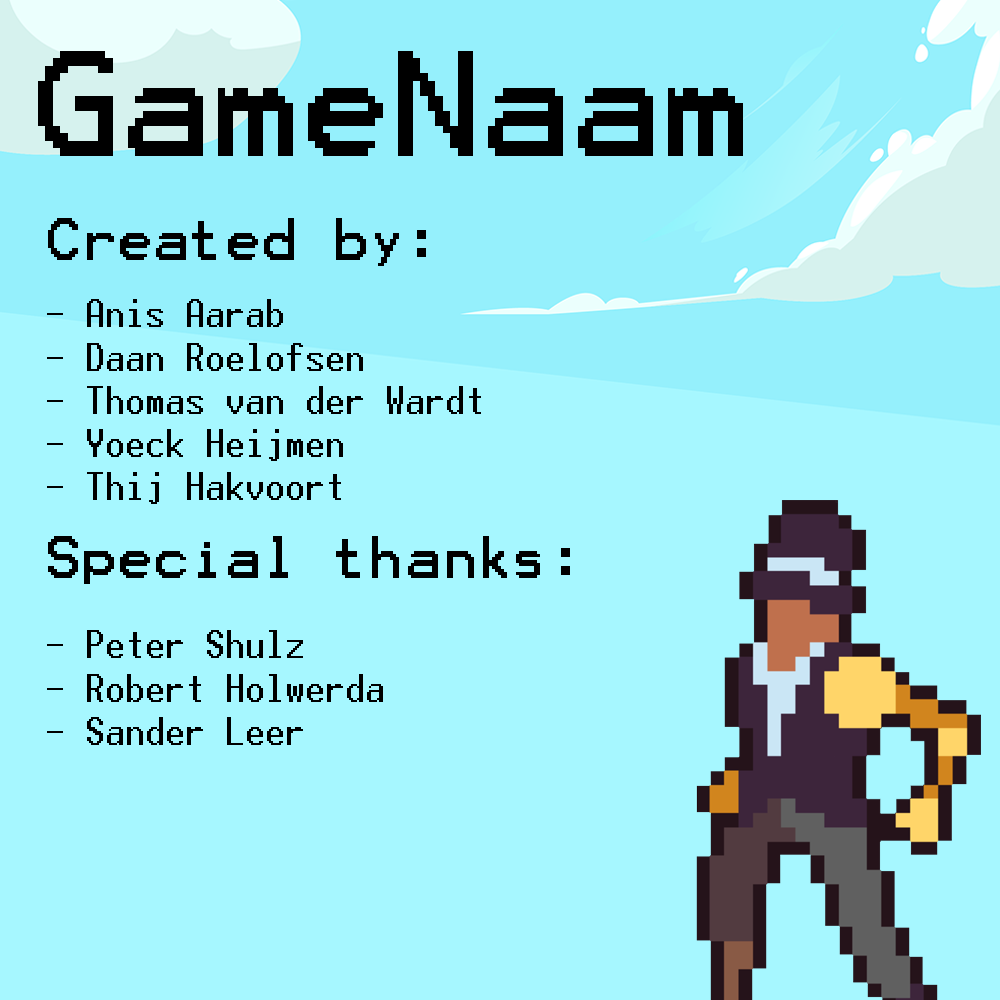 GameNaam
Created by:
- Anis Aarab
- Daan Roelofsen
- Thomas van der Wardt
- Yoeck Heijmen
- Thij Hakvoort
Special thanks:
- Peter Shulz
- Robert Holwerda
- Sander Leer